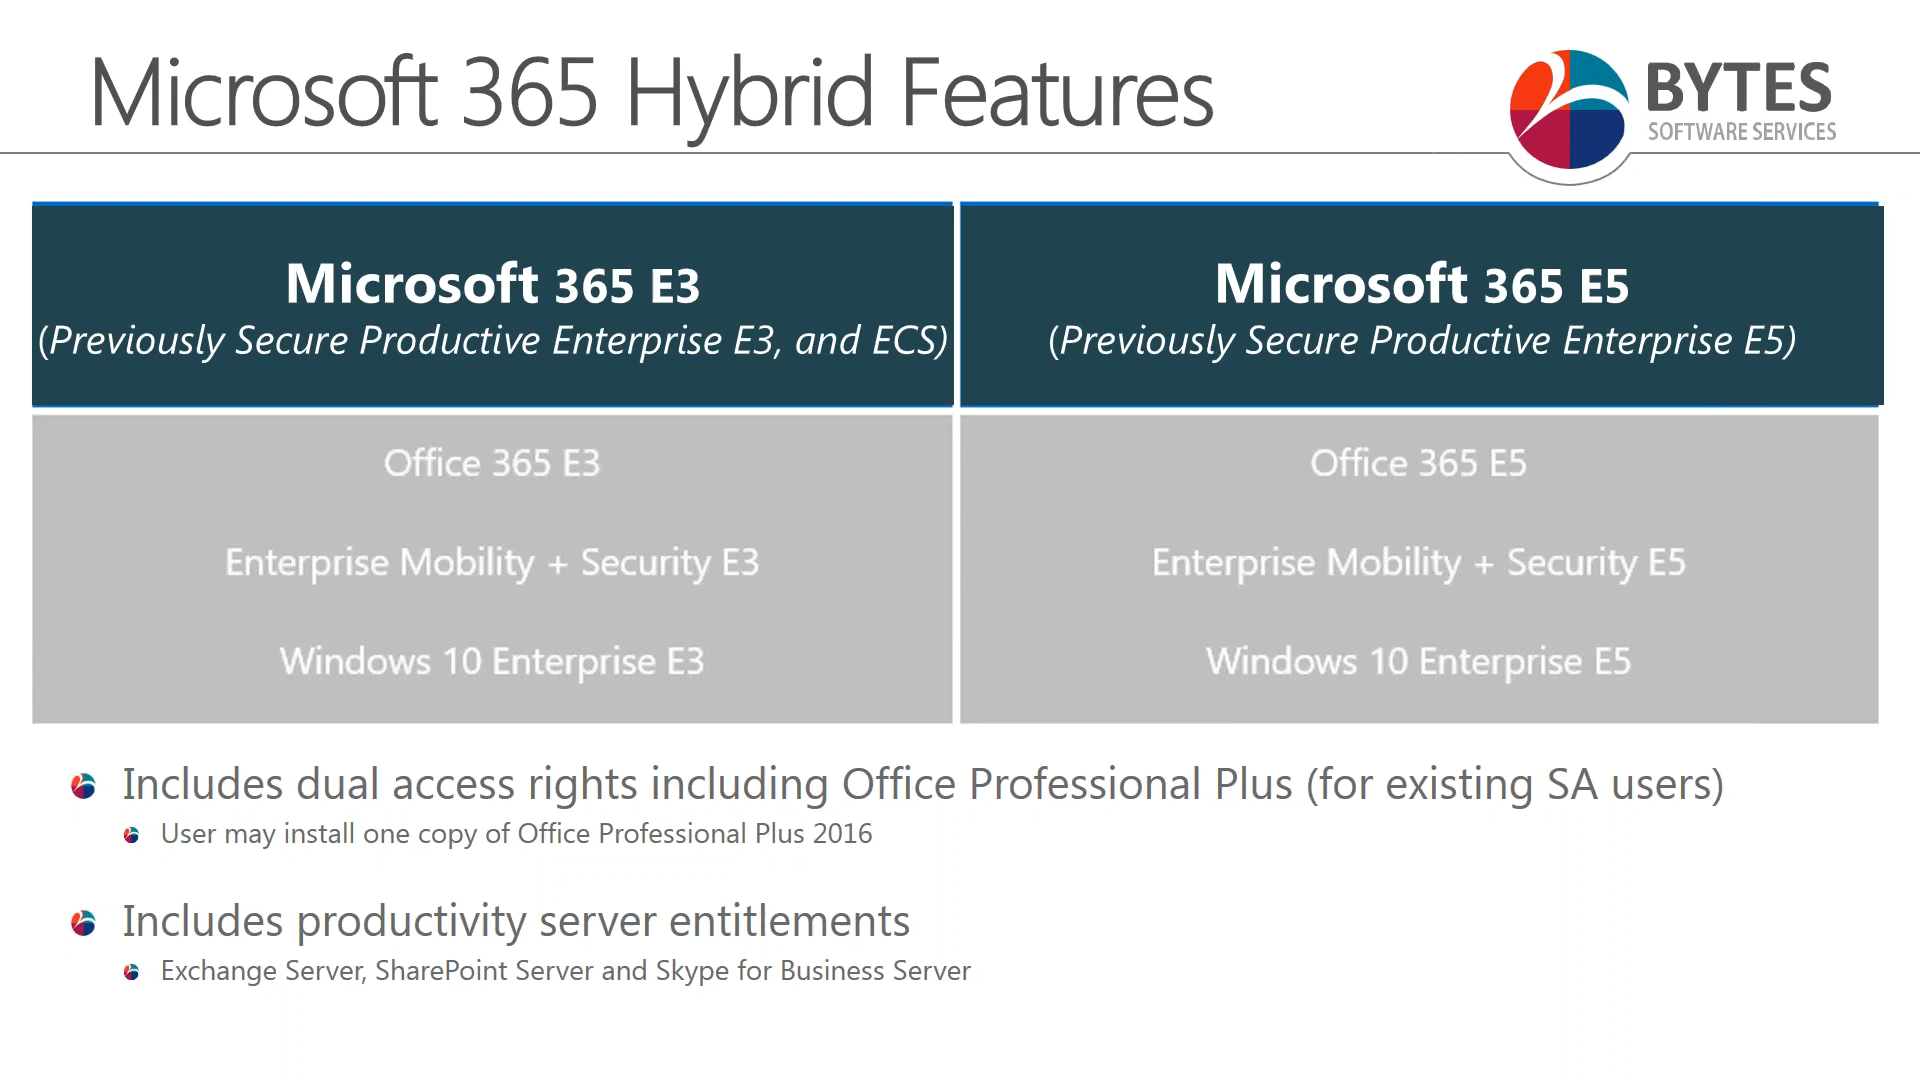 Microsoft 365 Hybrid Features
BYTES
SOFTWARE SERVICES
Microsoft 365 E3
(Previously Secure Productive Enterprise E3, and ECS)
Microsoft 365 E5
(Previously Secure Productive Enterprise E5)
Office 365 E3
Enterprise Mobility + Security E3
Windows 10 Enterprise E3
Office 365 E5
Enterprise Mobility + Security E5
Windows 10 Enterprise E5
Includes dual access rights including Office Professional Plus (for existing SA users)
User may install one copy of Office Professional Plus 2016
Includes productivity server entitlements
Exchange Server, SharePoint Server and Skype for Business Server